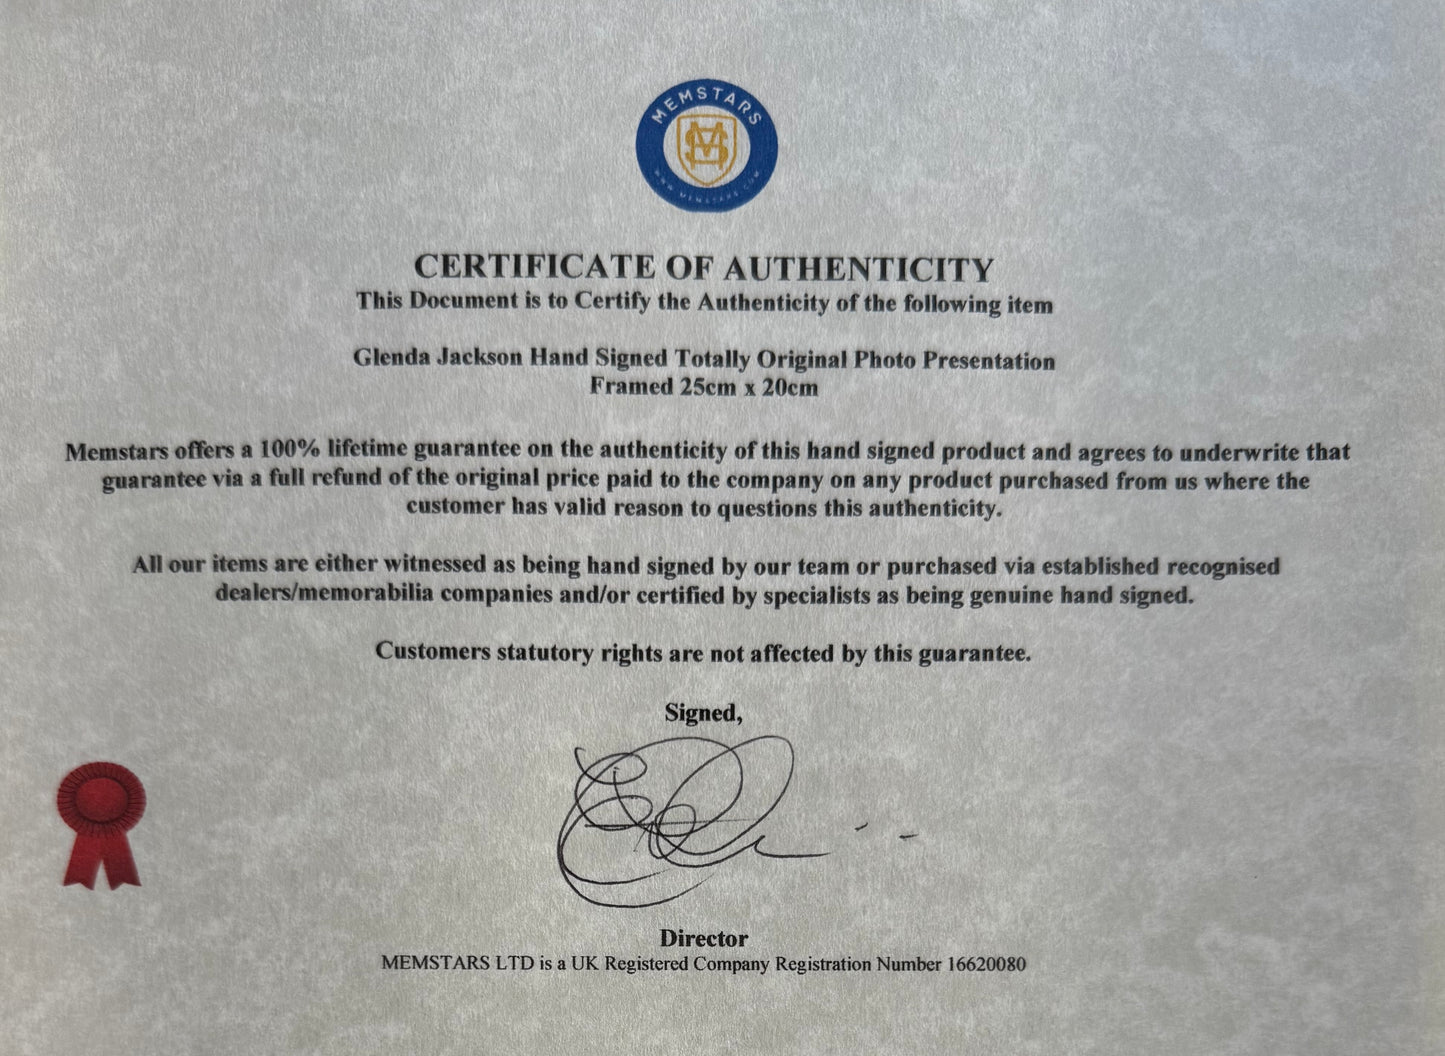 MEMSTARS
WWW.MEMSTARS.COM
CERTIFICATE OF AUTHENTICITY
This Document is to Certify the Authenticity of the following item
Glenda Jackson Hand Signed Totally Original Photo Presentation
Framed 25cm x 20cm
Memstars offers a 100% lifetime guarantee on the authenticity of this hand signed product and agrees to underwrite that
guarantee via a full refund of the original price paid to the company on any product purchased from us where the
customer has valid reason to questions this authenticity.
All our items are either witnessed as being hand signed by our team or purchased via established recognised
dealers/memorabilia companies and/or certified by specialists as being genuine hand signed.
Customers statutory rights are not affected by this guarantee.
Signed,
Director
MEMSTARS LTD is a UK Registered Company Registration Number 16620080